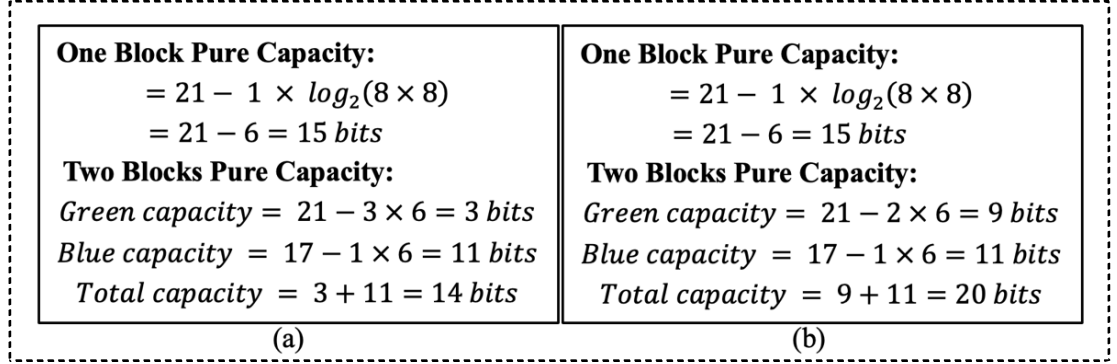 One Block Pure Capacity:
= 21 − 1 × log₂(8 × 8)
= 21 − 6 = 15 bits
Two Blocks Pure Capacity:
Green capacity = 21 − 3 × 6 = 3 bits
Blue capacity = 17 − 1 × 6 = 11 bits
Total capacity = 3 + 11 = 14 bits
(a)
One Block Pure Capacity:
= 21 − 1 × log₂(8 × 8)
= 21 − 6 = 15 bits
Two Blocks Pure Capacity:
Green capacity = 21 − 2 × 6 = 9 bits
Blue capacity = 17 − 1 × 6 = 11 bits
Total capacity = 9 + 11 = 20 bits
(b)